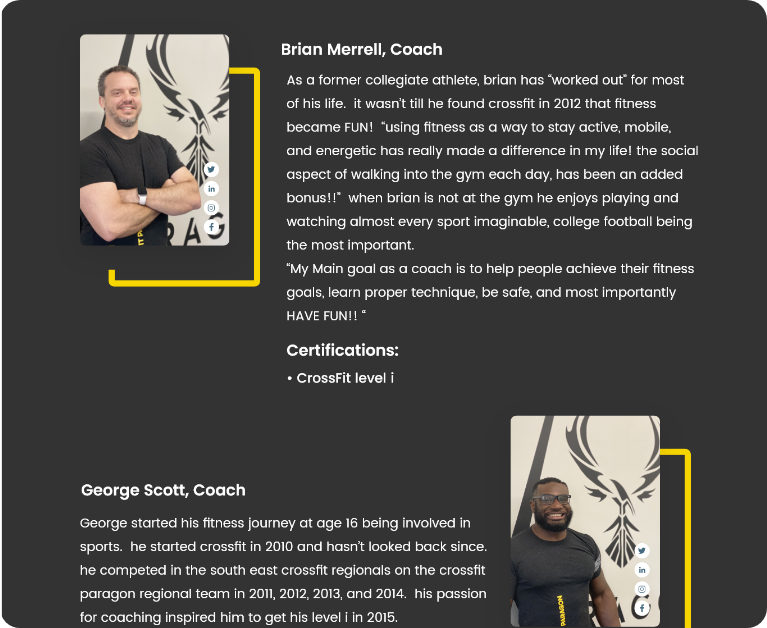 Brian Merrell, Coach
As a former collegiate athlete, brian has “worked out” for most
of his life.  it wasn’t till he found crossfit in 2012 that fitness
became FUN!  “using fitness as a way to stay active, mobile,
and energetic has really made a difference in my life! the social
aspect of walking into the gym each day, has been an added
bonus!!”  when brian is not at the gym he enjoys playing and
watching almost every sport imaginable, college football being
the most important.
“My Main goal as a coach is to help people achieve their fitness
goals, learn proper technique, be safe, and most importantly
HAVE FUN!! “
Certifications:
• CrossFit level i
George Scott, Coach
George started his fitness journey at age 16 being involved in
sports.  he started crossfit in 2010 and hasn’t looked back since.
he competed in the south east crossfit regionals on the crossfit
paragon regional team in 2011, 2012, 2013, and 2014.  his passion
for coaching inspired him to get his level i in 2015.
PARAGON